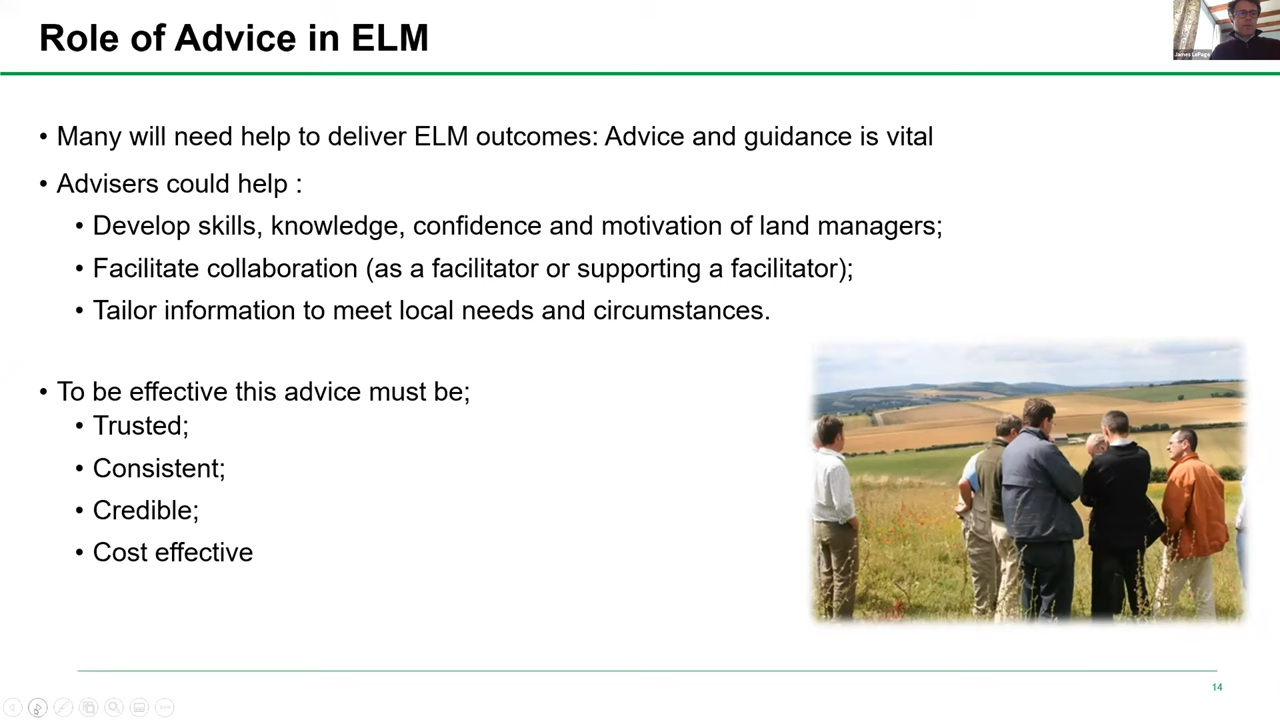 Role of Advice in ELM
James LePage
• Many will need help to deliver ELM outcomes: Advice and guidance is vital
• Advisers could help :
• Develop skills, knowledge, confidence and motivation of land managers;
• Facilitate collaboration (as a facilitator or supporting a facilitator);
• Tailor information to meet local needs and circumstances.
• To be effective this advice must be;
• Trusted;
• Consistent;
• Credible;
• Cost effective
14